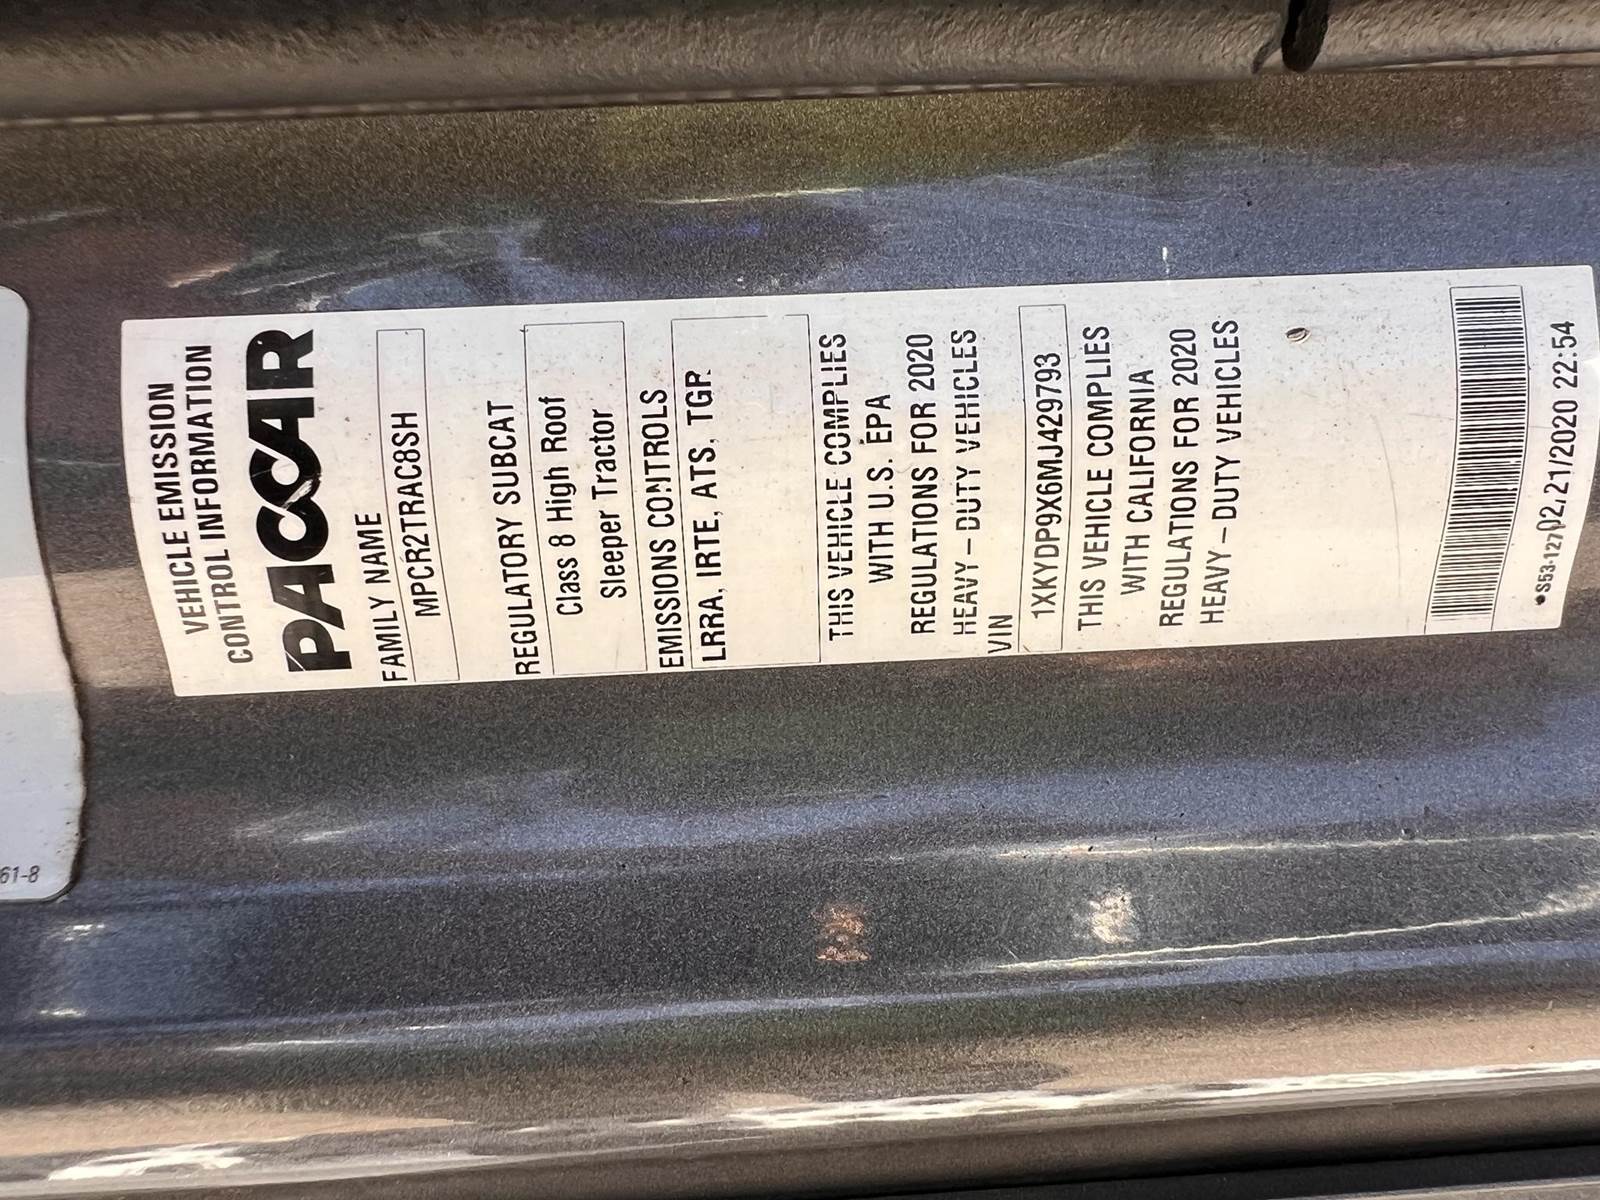 VEHICLE EMISSION
CONTROL INFORMATION
PACCAR
FAMILY NAME
MPCR2TRAC8SH
REGULATORY SUBCAT
Class 8 High Roof
Sleeper Tractor
EMISSIONS CONTROLS
LRRA, IRTE, ATS, TGR
THIS VEHICLE COMPLIES
WITH U.S. EPA
REGULATIONS FOR 2020
HEAVY – DUTY VEHICLES
VIN
1XKYDP9X6MJ429793
THIS VEHICLE COMPLIES
WITH CALIFORNIA
REGULATIONS FOR 2020
HEAVY – DUTY VEHICLES
•S53-127 02/21/2020 22:54
61-8